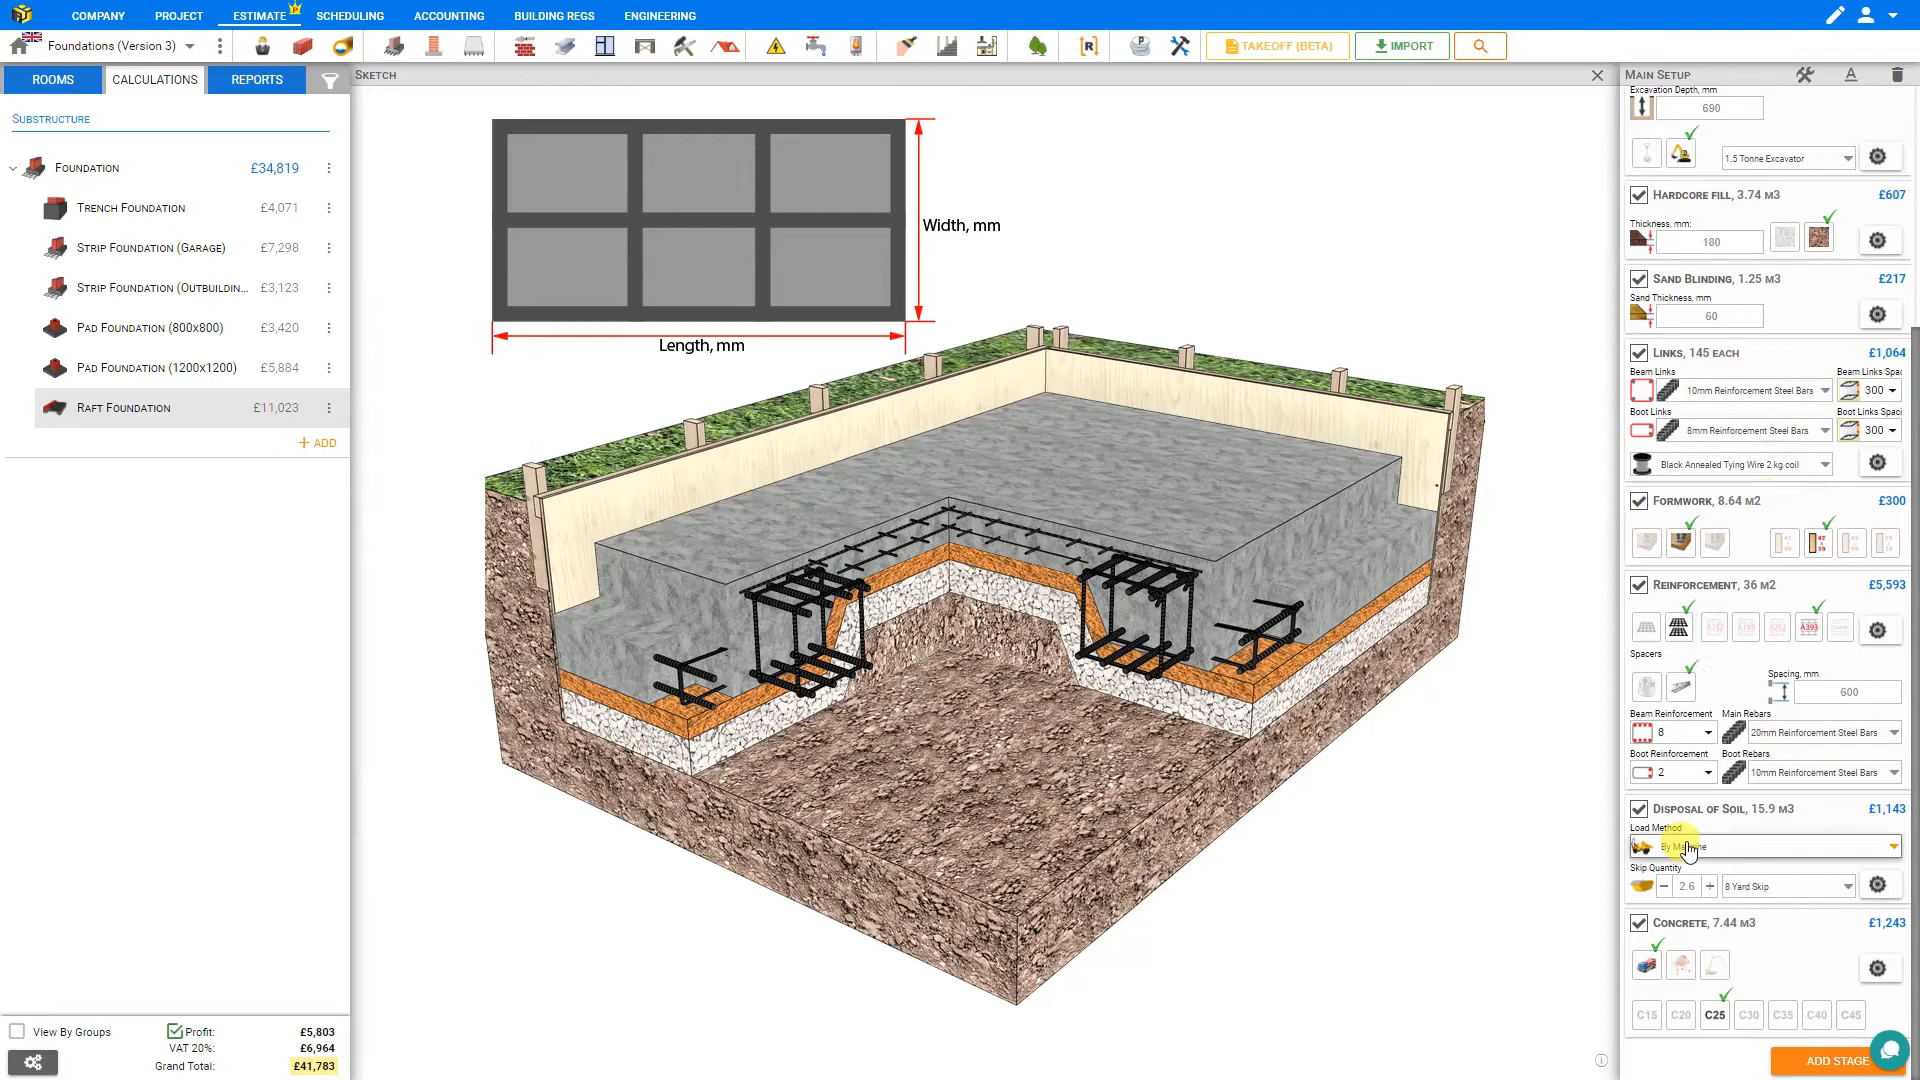 COMPANY PROJECT ESTIMATE P SCHEDULING ACCOUNTING BUILDING REGS ENGINEERING
Foundations (Version 3) TAKEOFF (BETA) IMPORT
ROOMS CALCULATIONS REPORTS
SKETCH
MAIN SETUP
SUBSTRUCTURE
FOUNDATION £34,819
TRENCH FOUNDATION £4,071
STRIP FOUNDATION (GARAGE) £7,298
STRIP FOUNDATION (OUTBUILDIN... £3,123
PAD FOUNDATION (800X800) £3,420
PAD FOUNDATION (1200X1200) £5,884
RAFT FOUNDATION £11,023
+ ADD
View By Groups
Profit: £5,803
VAT 20%: £6,964
Grand Total: £41,783
Width, mm
Length, mm
Excavation Depth, mm
690
1.5 Tonne Excavator
HARDCORE FILL, 3.74 M3 £607
Thickness, mm:
180
SAND BLINDING, 1.25 M3 £217
Sand Thickness, mm
60
LINKS, 145 EACH £1,064
Beam Links Beam Links Spac
10mm Reinforcement Steel Bars 300
Boot Links Boot Links Spaci
8mm Reinforcement Steel Bars 300
Black Annealed Tying Wire 2 kg coil
FORMWORK, 8.64 M2 £300
REINFORCEMENT, 36 M2 £5,593
A393
Spacers
Spacing, mm
600
Beam Reinforcement Main Rebars
8 20mm Reinforcement Steel Bars
Boot Reinforcement Boot Rebars
2 10mm Reinforcement Steel Bars
DISPOSAL OF SOIL, 15.9 M3 £1,143
Load Method
By Machine
Skip Quantity
2.6 8 Yard Skip
CONCRETE, 7.44 M3 £1,243
C15 C20 C25 C30 C35 C40 C45
ADD STAGE